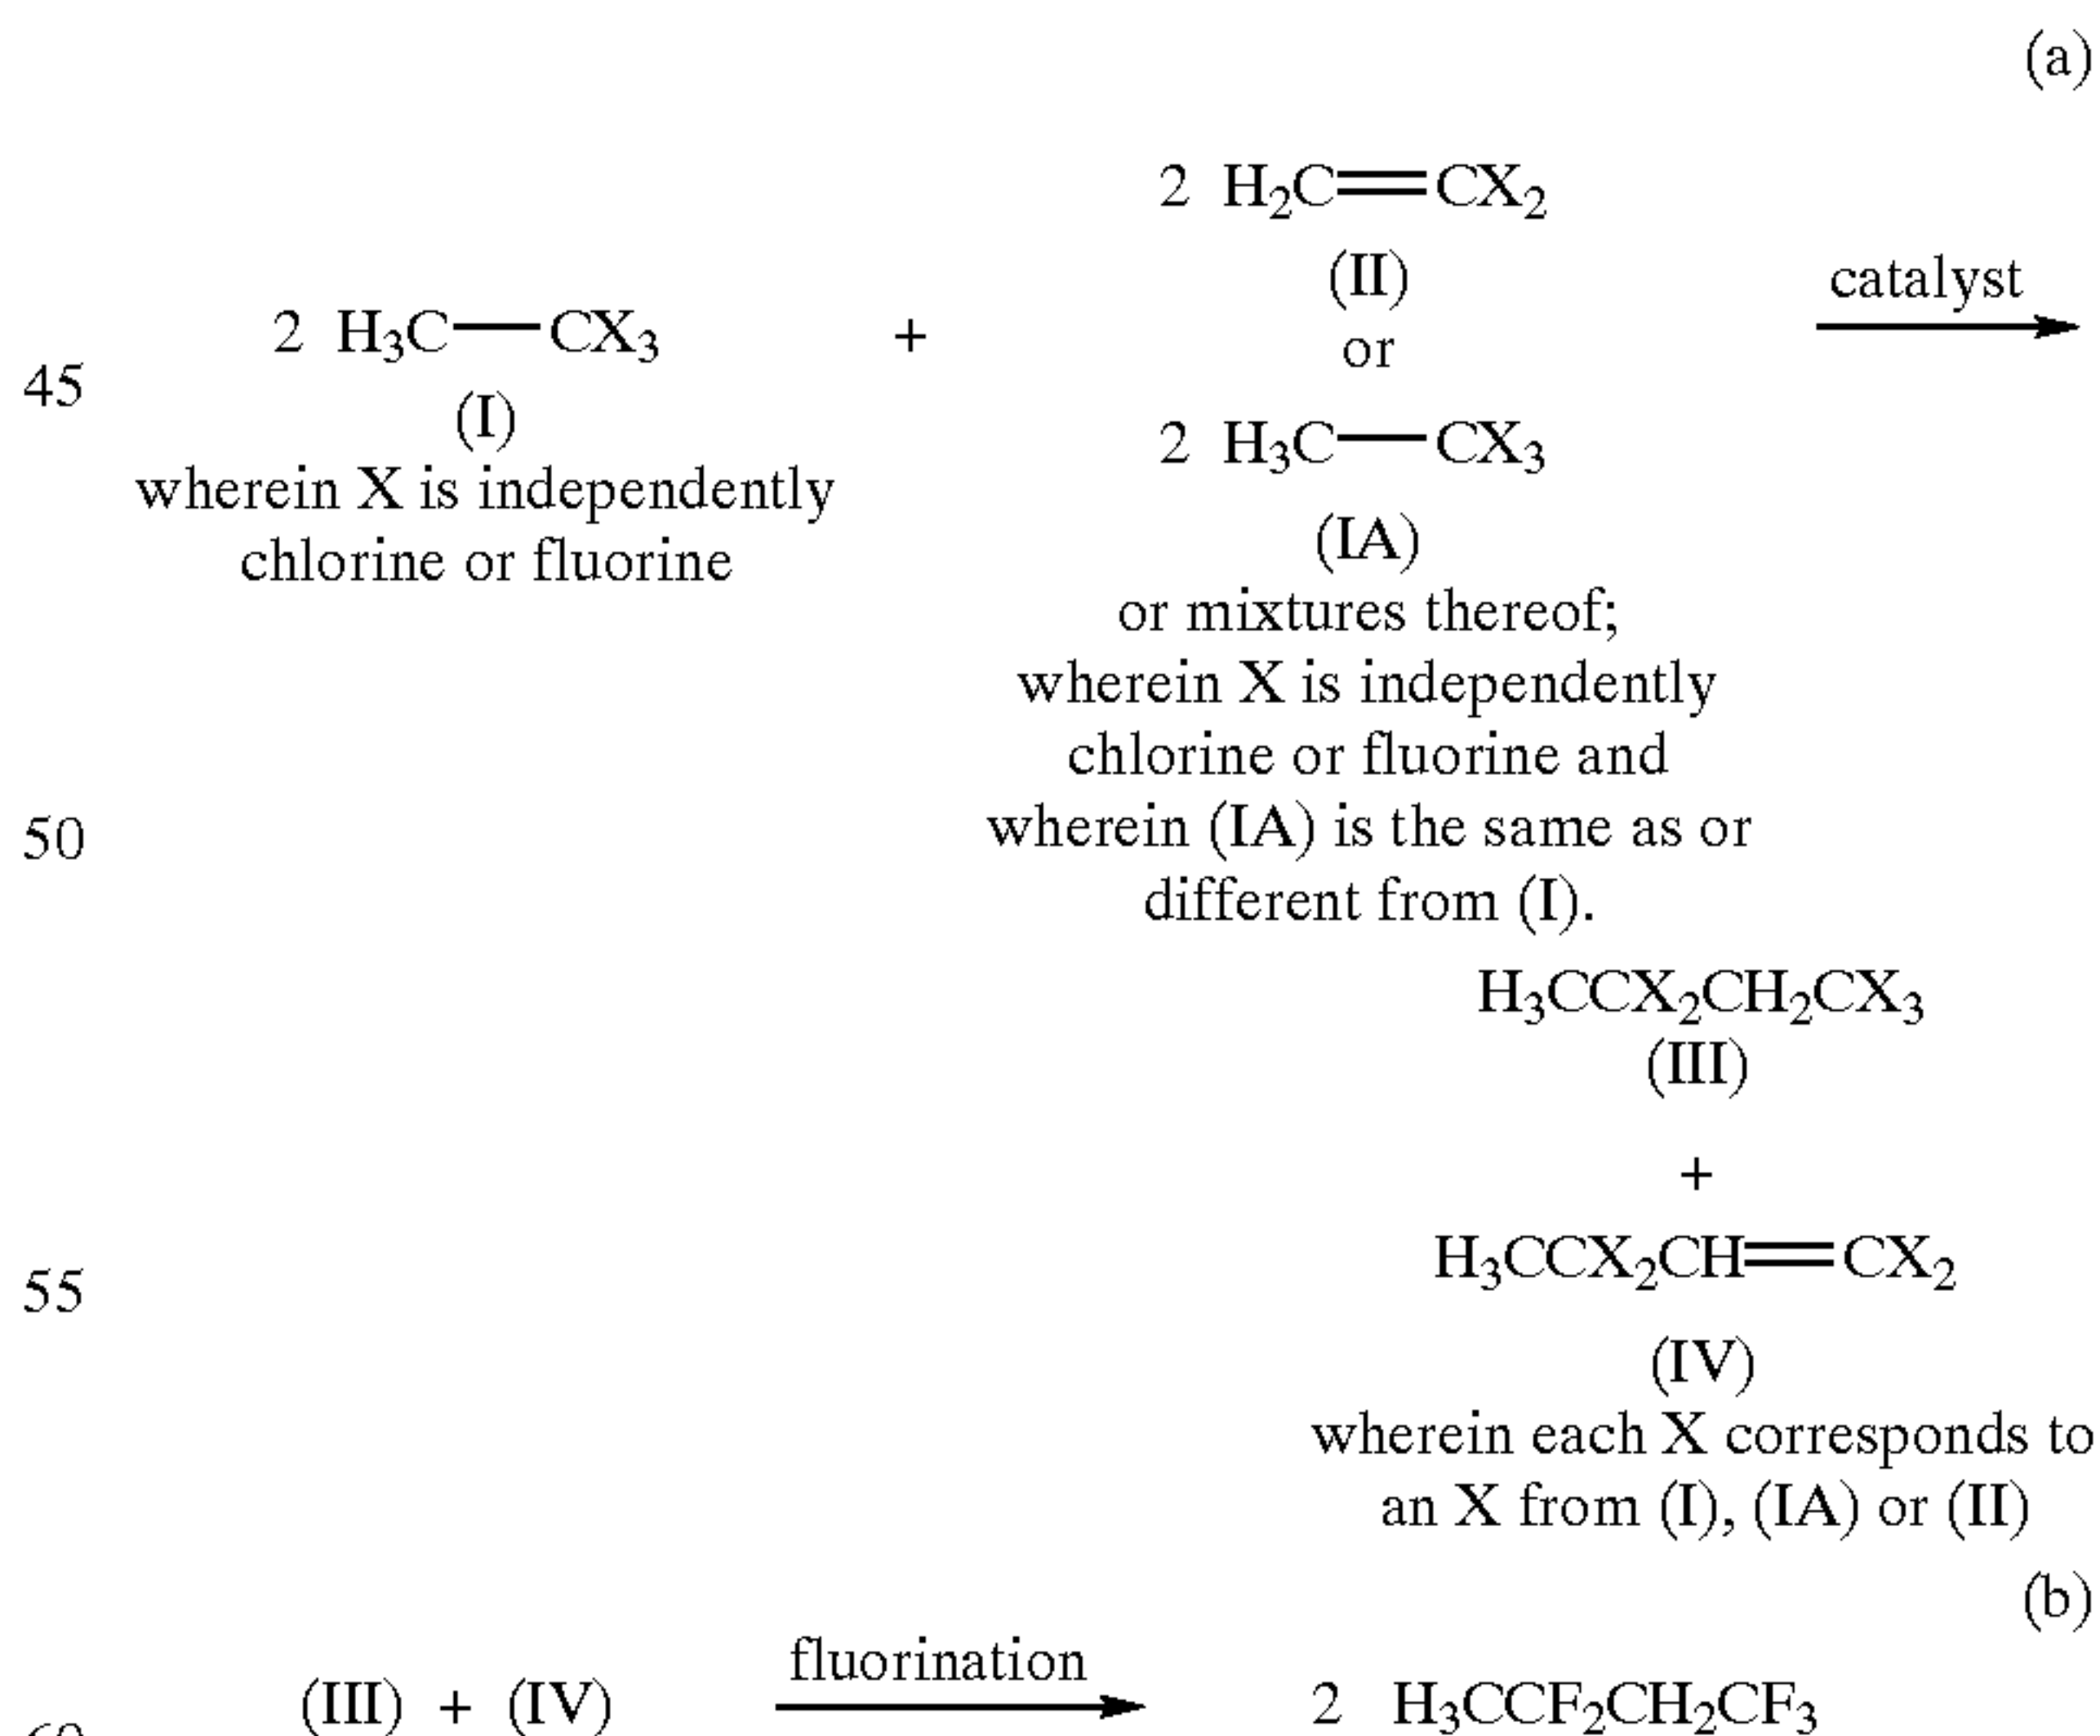 (a)
2 H₂C=CX₂
(II)
or
catalyst
2 H₃C—CX₃
+
45
(I)
wherein X is independently
chlorine or fluorine
2 H₃C—CX₃
(IA)
or mixtures thereof;
wherein X is independently
chlorine or fluorine and
50
wherein (IA) is the same as or
different from (I).
H₃CCX₂CH₂CX₃
(III)
+
55
H₃CCX₂CH=CX₂
(IV)
wherein each X corresponds to
an X from (I), (IA) or (II)
(b)
fluorination
60
(III) + (IV)
2 H₃CCF₂CH₂CF₃